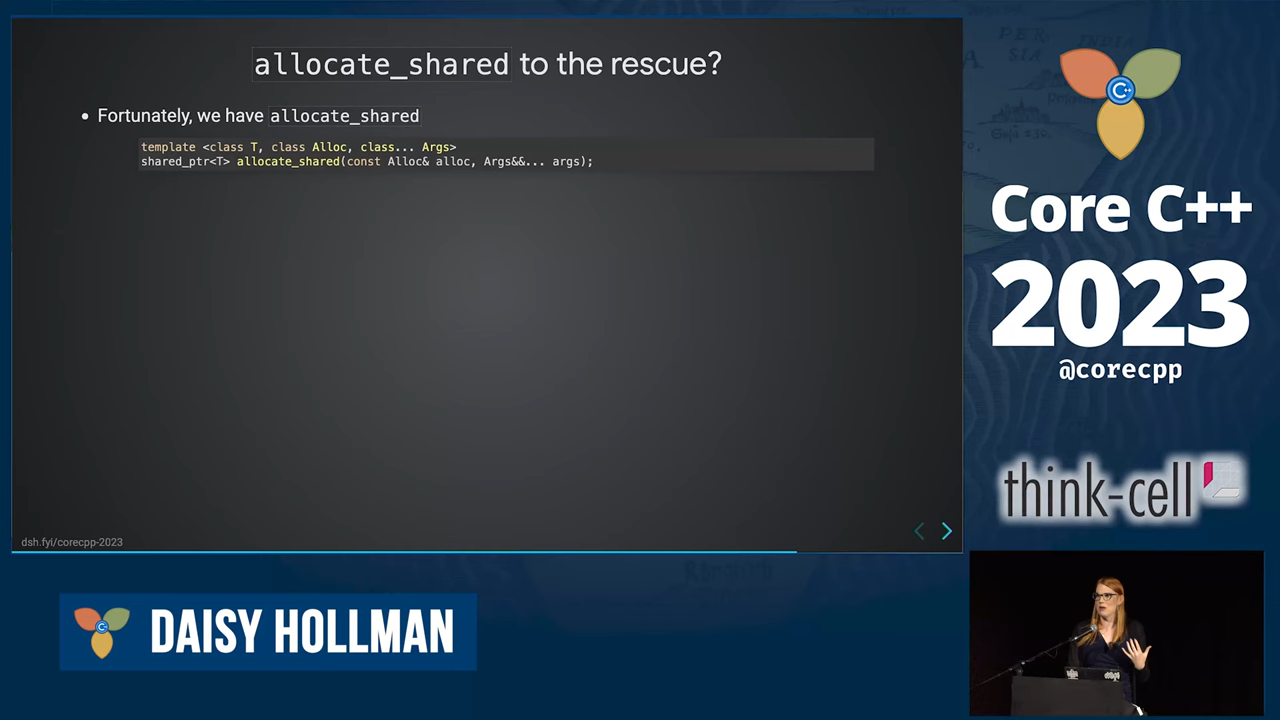 allocate_shared to the rescue?
• Fortunately, we have allocate_shared
template <class T, class Alloc, class... Args>
shared_ptr<T> allocate_shared(const Alloc& alloc, Args&&... args);
dsh.fyi/corecpp-2023
C++
Core C++
2023
@corecpp
think-cell
DAISY HOLLMAN